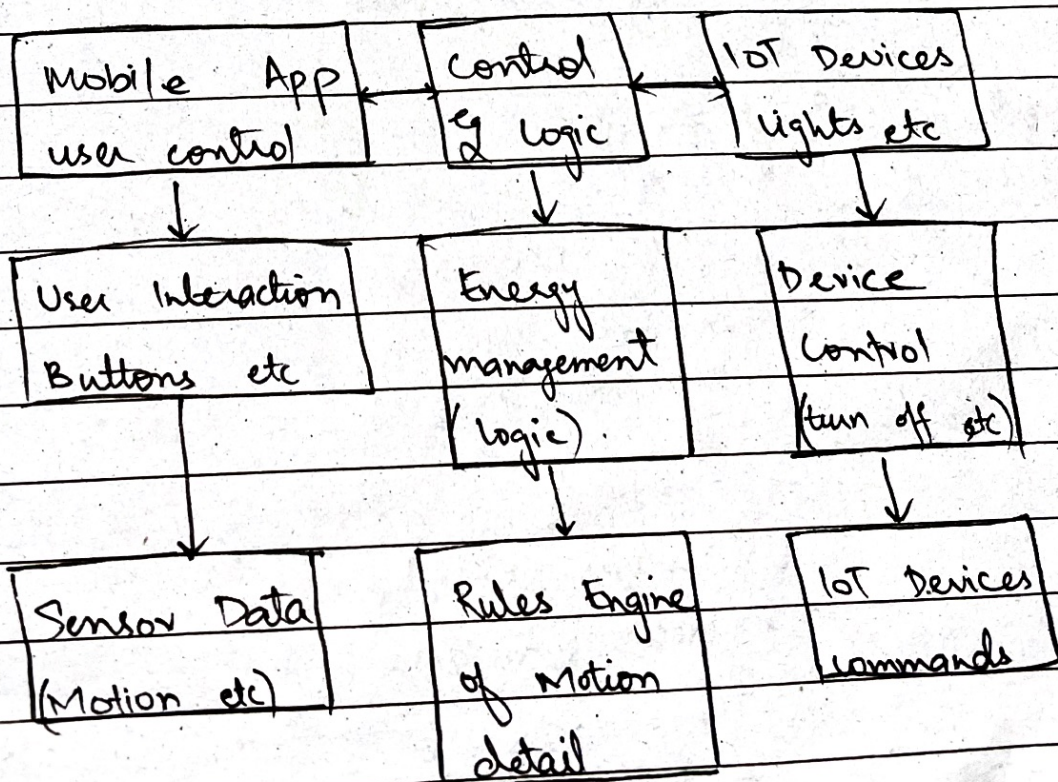 Mobile App
user control
Control
& Logic
IoT Devices
Lights etc
User Interaction
Buttons etc
Energy
management
(Logic).
Device
Control
(turn off etc)
Sensor Data
(Motion etc)
Rules Engine
of Motion
detail
IoT Devices
commands